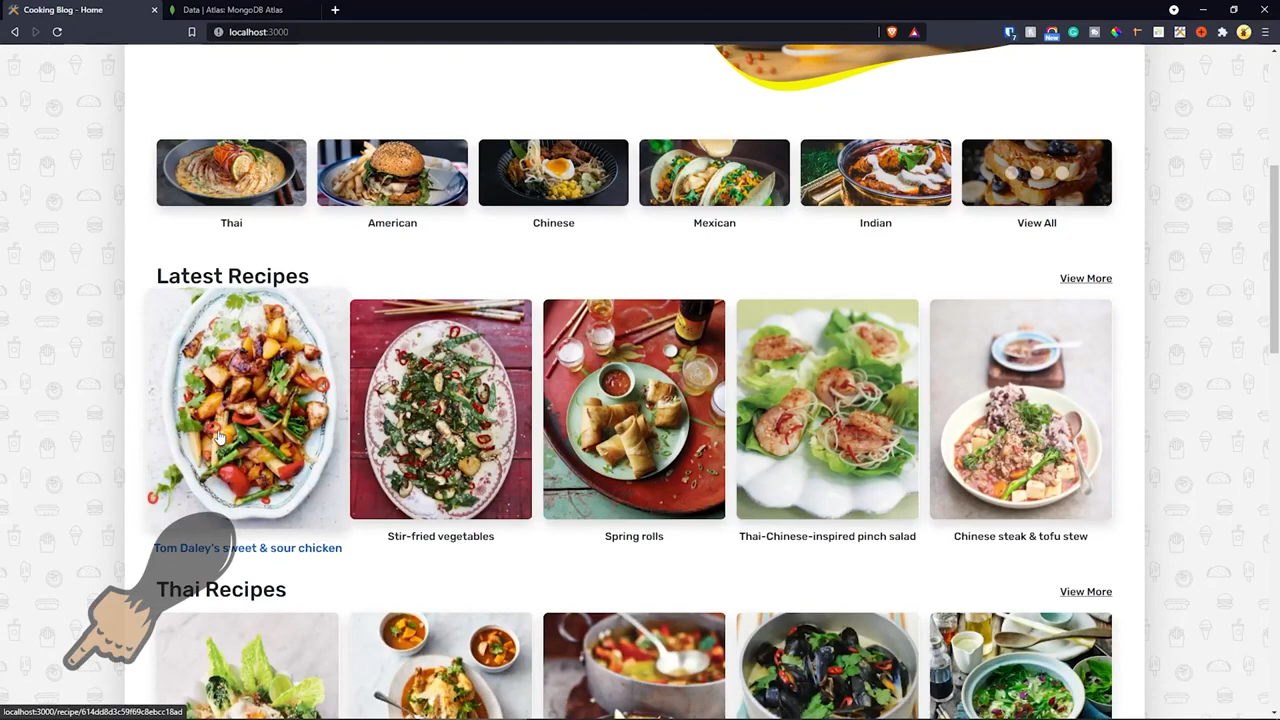 Cooking Blog - Home
Data | Atlas: MongoDB Atlas
localhost:3000
New
Thai
American
Chinese
Mexican
Indian
View All
Latest Recipes
View More
Tom Daley's sweet & sour chicken
Stir-fried vegetables
Spring rolls
Thai-Chinese-inspired pinch salad
Chinese steak & tofu stew
Thai Recipes
View More
localhost:3000/recipe/614dd8d3c59f69c8ebcc18ad